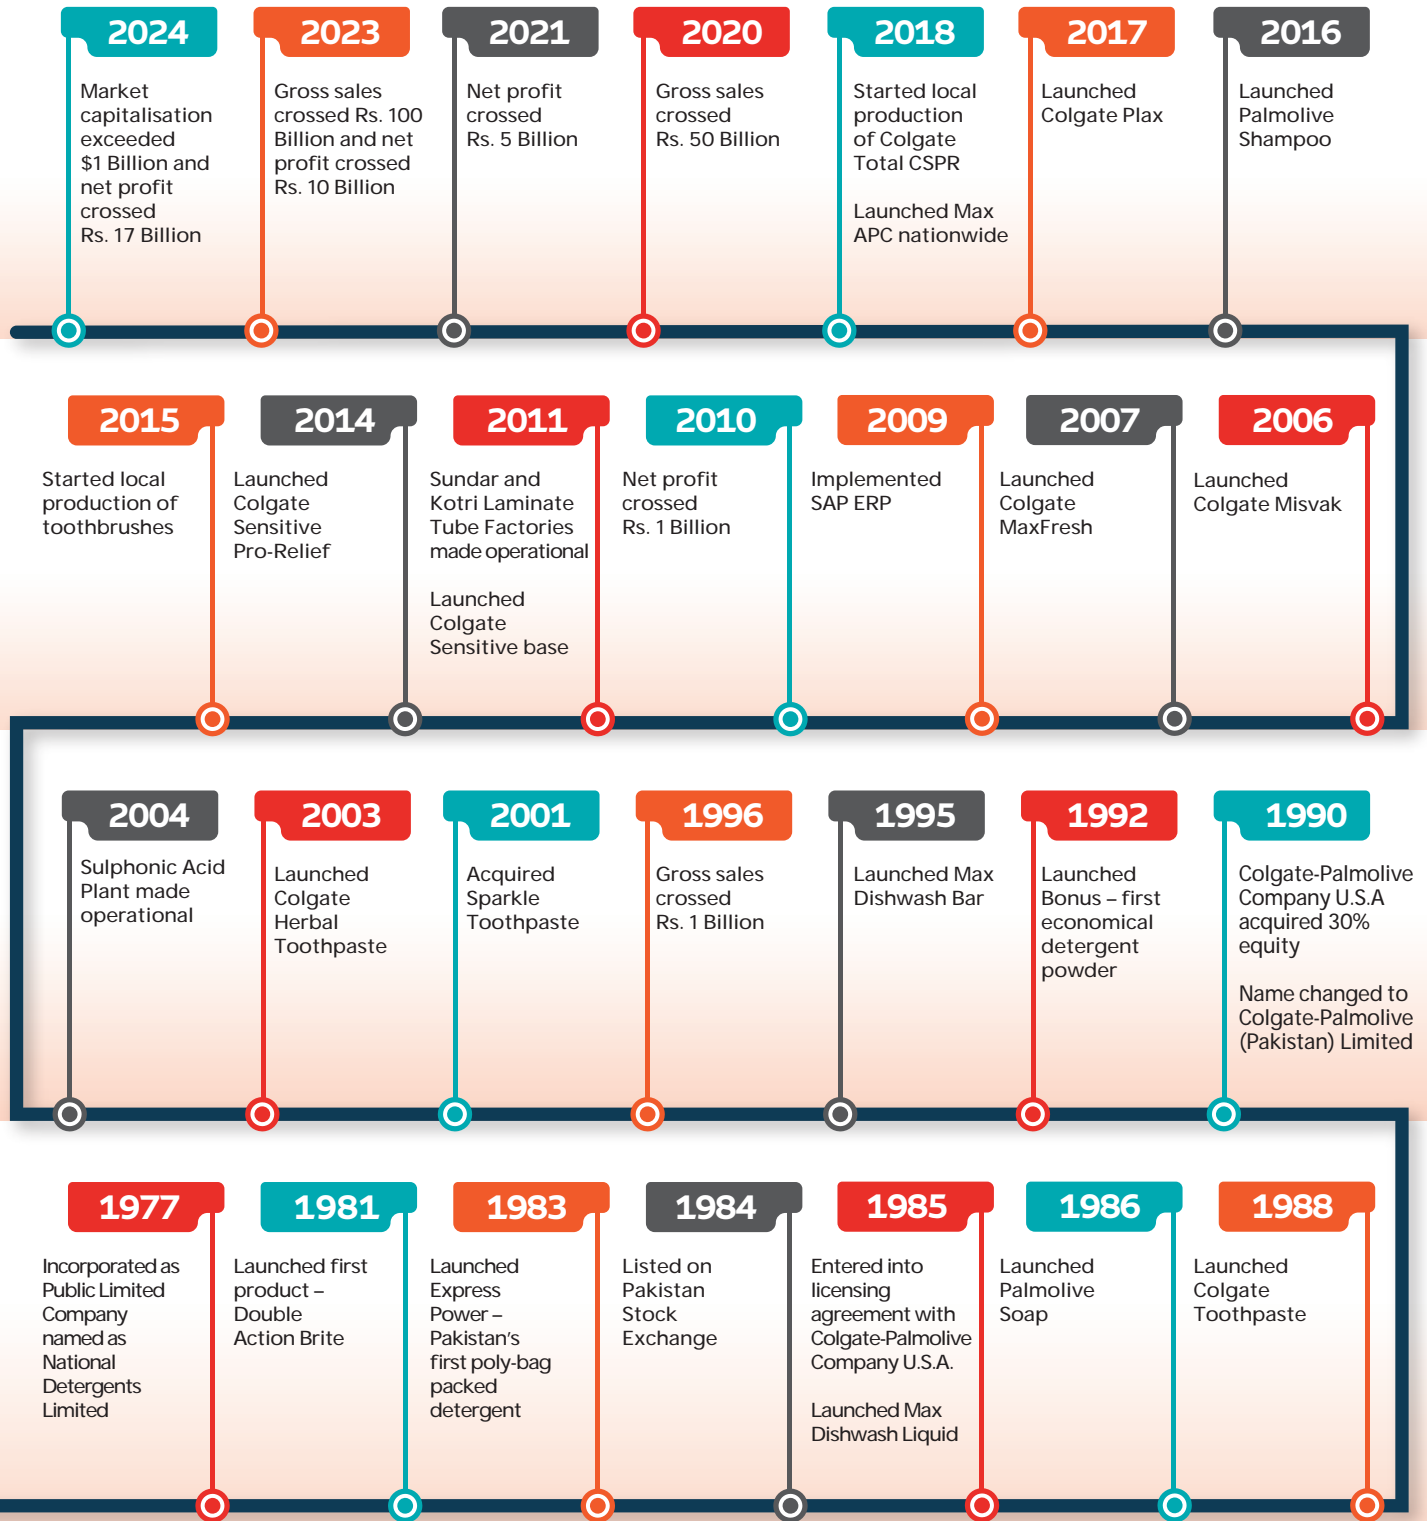 2024
Market
capitalisation
exceeded
$1 Billion and
net profit
crossed
Rs. 17 Billion
2023
Gross sales
crossed Rs. 100
Billion and net
profit crossed
Rs. 10 Billion
2021
Net profit
crossed
Rs. 5 Billion
2020
Gross sales
crossed
Rs. 50 Billion
2018
Started local
production
of Colgate
Total CSPR
Launched Max
APC nationwide
2017
Launched
Colgate Plax
2016
Launched
Palmolive
Shampoo
2015
Started local
production of
toothbrushes
2014
Launched
Colgate
Sensitive
Pro-Relief
2011
Sundar and
Kotri Laminate
Tube Factories
made operational
Launched
Colgate
Sensitive base
2010
Net profit
crossed
Rs. 1 Billion
2009
Implemented
SAP ERP
2007
Launched
Colgate
MaxFresh
2006
Launched
Colgate Misvak
2004
Sulphonic Acid
Plant made
operational
2003
Launched
Colgate
Herbal
Toothpaste
2001
Acquired
Sparkle
Toothpaste
1996
Gross sales
crossed
Rs. 1 Billion
1995
Launched Max
Dishwash Bar
1992
Launched
Bonus – first
economical
detergent
powder
1990
Colgate-Palmolive
Company U.S.A
acquired 30%
equity
Name changed to
Colgate-Palmolive
(Pakistan) Limited
1977
Incorporated as
Public Limited
Company
named as
National
Detergents
Limited
1981
Launched first
product –
Double
Action Brite
1983
Launched
Express
Power –
Pakistan's
first poly-bag
packed
detergent
1984
Listed on
Pakistan
Stock
Exchange
1985
Entered into
licensing
agreement with
Colgate-Palmolive
Company U.S.A.
Launched Max
Dishwash Liquid
1986
Launched
Palmolive
Soap
1988
Launched
Colgate
Toothpaste